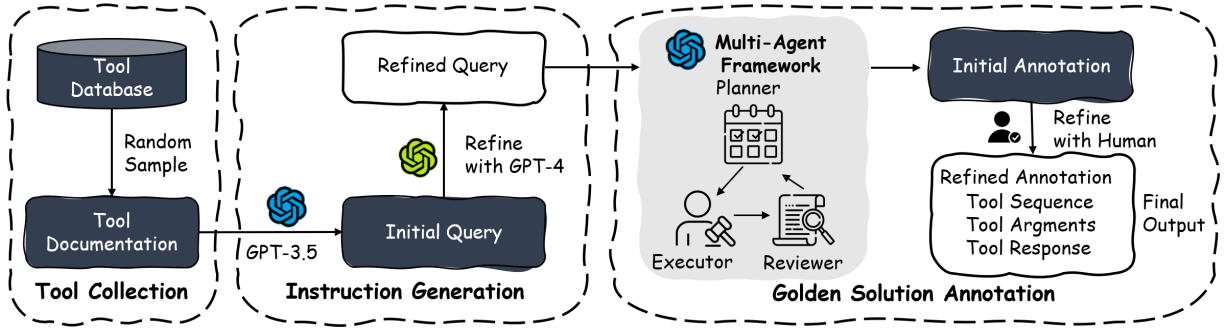 Tool
Database
Random
Sample
Tool
Documentation
Tool Collection
GPT-3.5
Refined Query
Refine
with GPT-4
Initial Query
Instruction Generation
Multi-Agent
Framework
Planner
Executor
Reviewer
Initial Annotation
Refine
with Human
Refined Annotation
Tool Sequence
Tool Argments
Tool Response
Final
Output
Golden Solution Annotation